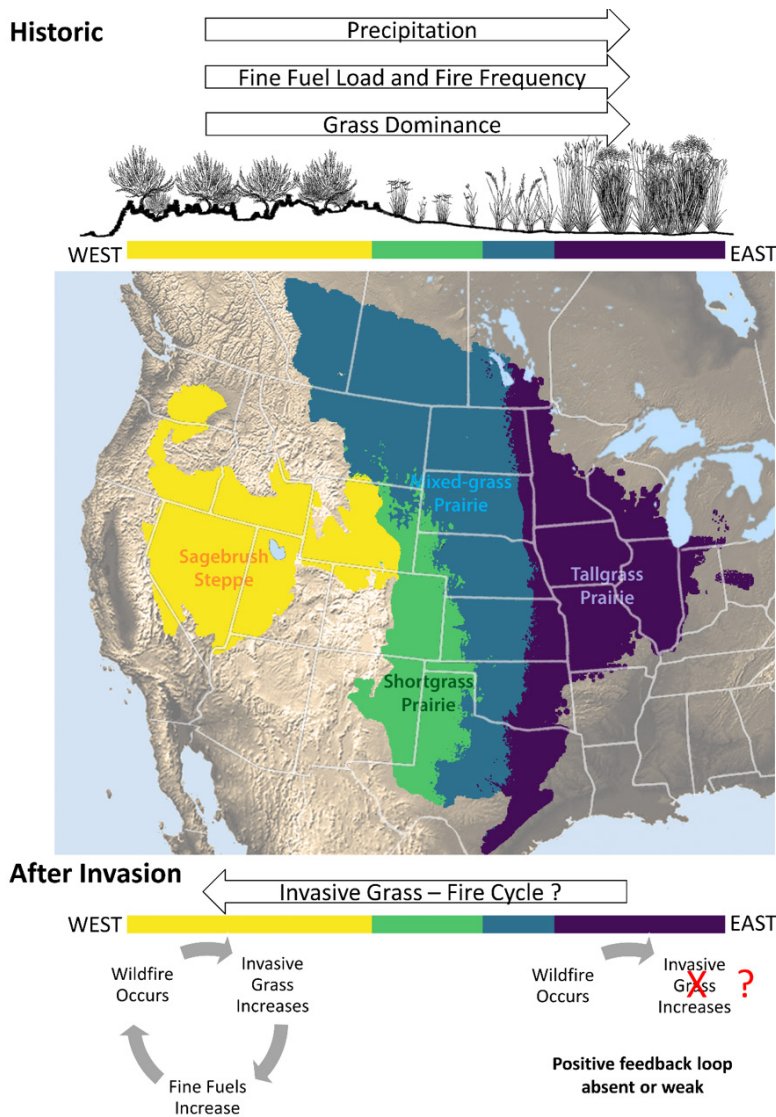 Historic
Precipitation
Fine Fuel Load and Fire Frequency
Grass Dominance
WEST
EAST
Mixed-grass
Prairie
Sagebrush
Steppe
Tallgrass
Prairie
Shortgrass
Prairie
After Invasion
Invasive Grass – Fire Cycle ?
WEST
EAST
Wildfire
Occurs
Invasive
Grass
Increases
Fine Fuels
Increase
Wildfire
Occurs
Invasive
Grass
Increases
X
?
Positive feedback loop
absent or weak